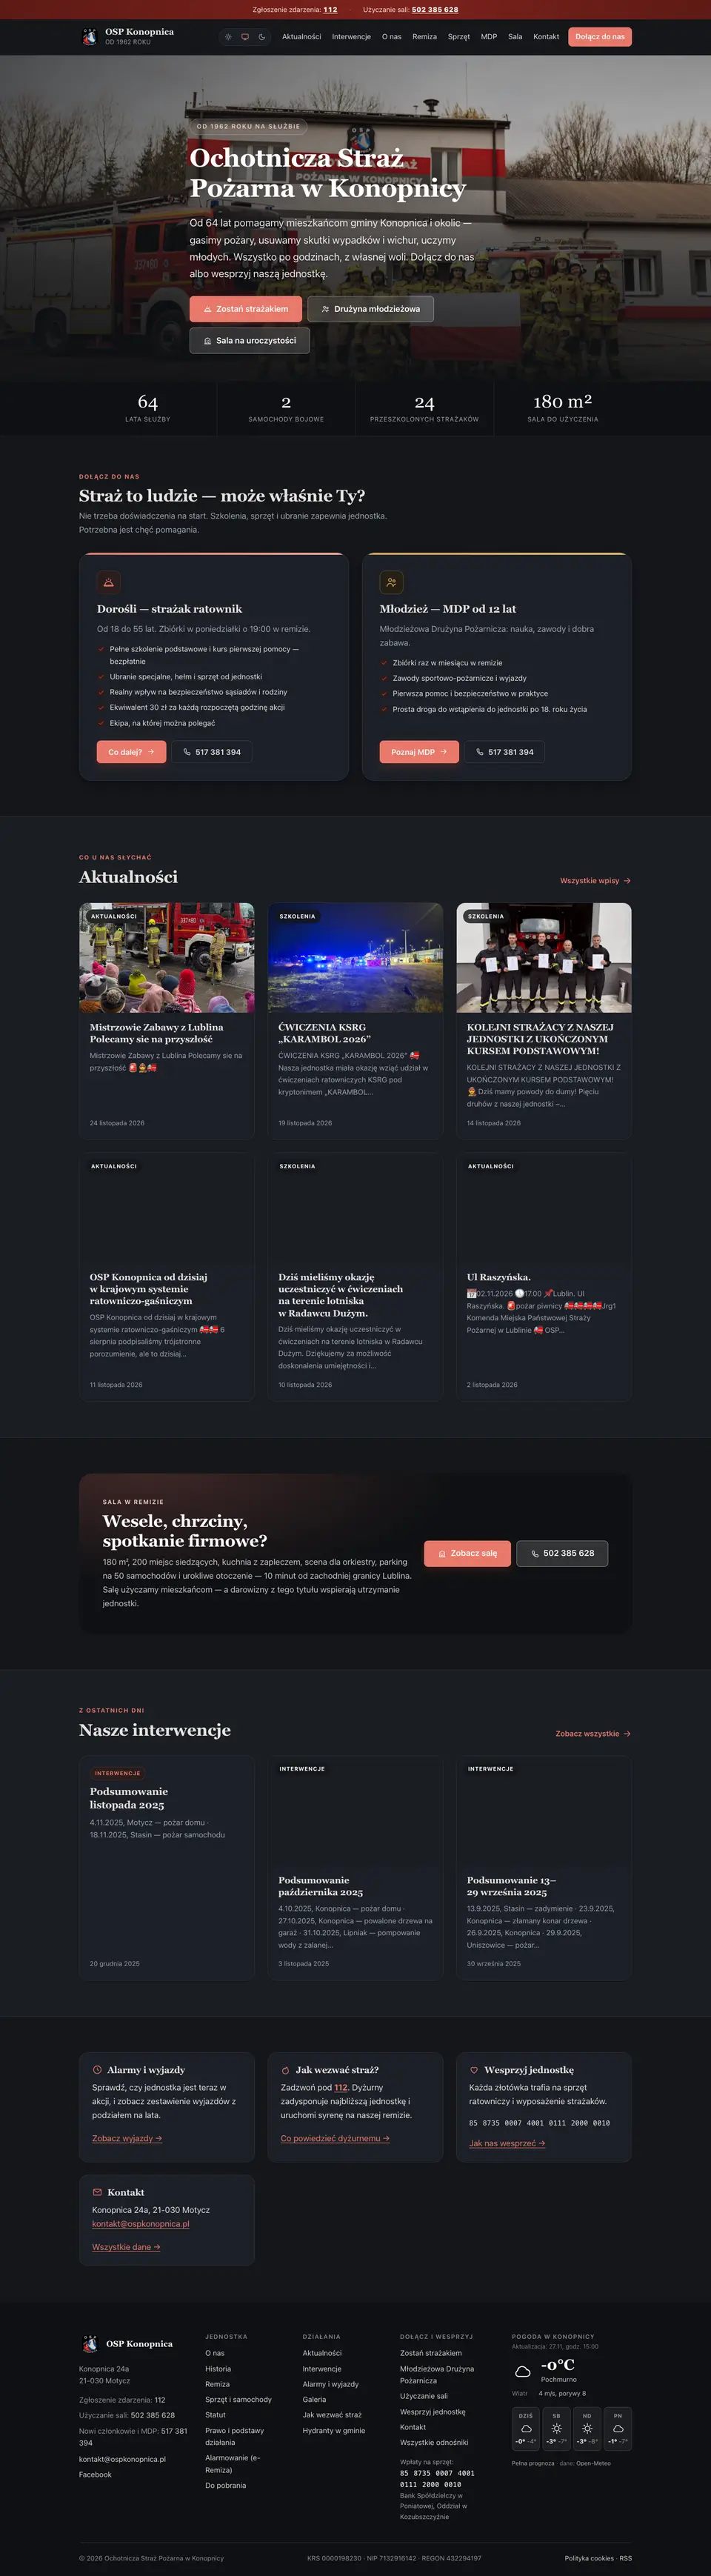 Zgłoszenie zdarzenia: 112
Użyczanie sali: 502 385 628
OSP Konopnica
OD 1962 ROKU
Aktualności
Interwencje
O nas
Remiza
Sprzęt
MDP
Sala
Kontakt
Dołącz do nas
OD 1962 ROKU NA SŁUŻBIE
Ochotnicza Straż
Pożarna w Konopnicy
Od 64 lat pomagamy mieszkańcom gminy Konopnica i okolic —
gasimy pożary, usuwamy skutki wypadków i wichur, uczymy
młodych. Wszystko po godzinach, z własnej woli. Dołącz do nas
albo wesprzyj naszą jednostkę.
Zostań strażakiem
Drużyna młodzieżowa
Sala na uroczystości
64
LATA SŁUŻBY
2
SAMOCHODY BOJOWE
24
PRZESZKOLONYCH STRAŻAKÓW
180 m²
SALA DO UŻYCZENIA
DOŁĄCZ DO NAS
Straż to ludzie — może właśnie Ty?
Nie trzeba doświadczenia na start. Szkolenia, sprzęt i ubranie zapewnia jednostka.
Potrzebna jest chęć pomagania.
Dorośli — strażak ratownik
Od 18 do 55 lat. Zbiórki w poniedziałki o 19:00 w remizie.
Pełne szkolenie podstawowe i kurs pierwszej pomocy —
bezpłatnie
Ubranie specjalne, hełm i sprzęt od jednostki
Realny wpływ na bezpieczeństwo sąsiadów i rodziny
Ekwiwalent 30 zł za każdą rozpoczętą godzinę akcji
Ekipa, na której można polegać
Co dalej? →
517 381 394
Młodzież — MDP od 12 lat
Młodzieżowa Drużyna Pożarnicza: nauka, zawody i dobra
zabawa.
Zbiórki raz w miesiącu w remizie
Zawody sportowo-pożarnicze i wyjazdy
Pierwsza pomoc i bezpieczeństwo w praktyce
Prosta droga do wstąpienia do jednostki po 18. roku życia
Poznaj MDP →
517 381 394
CO U NAS SŁYCHAĆ
Aktualności
Wszystkie wpisy →
AKTUALNOŚCI
Mistrzowie Zabawy z Lublina
Polecamy sie na przyszłość
Mistrzowie Zabawy z Lublina Polecamy sie na
przyszłość 🚨👨‍🚒🚒
24 listopada 2026
SZKOLENIA
ĆWICZENIA KSRG
„KARAMBOL 2026”
ĆWICZENIA KSRG „KARAMBOL 2026” 🚒
Nasza jednostka miała okazję wziąć udział w
ćwiczeniach ratowniczych KSRG pod
kryptonimem „KARAMBOL...
19 listopada 2026
SZKOLENIA
KOLEJNI STRAŻACY Z NASZEJ
JEDNOSTKI Z UKOŃCZONYM
KURSEM PODSTAWOWYM!
KOLEJNI STRAŻACY Z NASZEJ JEDNOSTKI Z
UKOŃCZONYM KURSEM PODSTAWOWYM!
👨‍🚒 Dziś mamy powody do dumy! Pięciu
druhów z naszej jednostki –...
14 listopada 2026
AKTUALNOŚCI
OSP Konopnica od dzisiaj
w krajowym systemie
ratowniczo-gaśniczym
OSP Konopnica od dzisiaj w krajowym
systemie ratowniczo-gaśniczym 🚒🚒 6
sierpnia podpisaliśmy trójstronne
porozumienie, ale to dzisiaj...
11 listopada 2026
SZKOLENIA
Dziś mieliśmy okazję
uczestniczyć w ćwiczeniach
na terenie lotniska
w Radawcu Dużym.
Dziś mieliśmy okazję uczestniczyć w
ćwiczeniach na terenie lotniska w Radawcu
Dużym. Dziękujemy za możliwość
doskonalenia umiejętności i...
10 listopada 2026
AKTUALNOŚCI
Ul Raszyńska.
📆02.11.2026 🕔17.00 📌Lublin. Ul
Raszyńska. 🚨pożar piwnicy 🚒🚒🚒🚒Jrg1
Komenda Miejska Państwowej Straży
Pożarnej w Lublinie 🚒 OSP...
2 listopada 2026
SALA W REMIZIE
Wesele, chrzciny,
spotkanie firmowe?
180 m², 200 miejsc siedzących, kuchnia z zapleczem, scena dla orkiestry, parking
na 50 samochodów i urokliwe otoczenie — 10 minut od zachodniej granicy Lublina.
Salę użyczamy mieszkańcom — a darowizny z tego tytułu wspierają utrzymanie
jednostki.
Zobacz salę
502 385 628
Z OSTATNICH DNI
Nasze interwencje
Zobacz wszystkie →
INTERWENCJE
Podsumowanie
listopada 2025
4.11.2025, Motycz — pożar domu ·
18.11.2025, Stasin — pożar samochodu
20 grudnia 2025
INTERWENCJE
Podsumowanie
października 2025
4.10.2025, Konopnica — pożar domu ·
27.10.2025, Konopnica — powalone drzewa na
garaż · 31.10.2025, Lipniak — pompowanie
wody z zalanej...
3 listopada 2025
INTERWENCJE
Podsumowanie 13–
29 września 2025
13.9.2025, Stasin — zadymienie · 23.9.2025,
Konopnica — złamany konar drzewa ·
26.9.2025, Konopnica · 29.9.2025,
Uniszowice — pożar...
30 września 2025
Alarmy i wyjazdy
Sprawdź, czy jednostka jest teraz w
akcji, i zobacz zestawienie wyjazdów z
podziałem na lata.
Zobacz wyjazdy →
Jak wezwać straż?
Zadzwoń pod 112. Dyżurny
zadysponuje najbliższą jednostkę i
uruchomi syrenę na naszej remizie.
Co powiedzieć dyżurnemu →
Wesprzyj jednostkę
Każda złotówka trafia na sprzęt
ratowniczy i wyposażenie strażaków.
85 8735 0007 4001 0111 2000 0010
Jak nas wesprzeć →
Kontakt
Konopnica 24a, 21-030 Motycz
kontakt@ospkonopnica.pl
Wszystkie dane →
OSP Konopnica
Konopnica 24a
21-030 Motycz
Zgłoszenie zdarzenia: 112
Użyczanie sali: 502 385 628
Nowi członkowie i MDP: 517 381
394
kontakt@ospkonopnica.pl
Facebook
JEDNOSTKA
O nas
Historia
Remiza
Sprzęt i samochody
Statut
Prawo i podstawy
działania
Alarmowanie (e-
Remiza)
Do pobrania
DZIAŁANIA
Aktualności
Interwencje
Alarmy i wyjazdy
Galeria
Jak wezwać straż
Hydranty w gminie
DOŁĄCZ I WESPRZYJ
Zostań strażakiem
Młodzieżowa Drużyna
Pożarnicza
Użyczanie sali
Wesprzyj jednostkę
Kontakt
Wszystkie odnośniki
Wpłaty na sprzęt:
85 8735 0007 4001
0111 2000 0010
Bank Spółdzielczy w
Poniatowej, Oddział w
Kozubszczyźnie
POGODA W KONOPNICY
Aktualizacja: 27.11, godz. 15:00
-0°C
Pochmurno
Wiatr 4 m/s, porywy 8
DZIŚ
-0° -4°
SB
-3° -7°
ND
-3° -8°
PN
-1° -7°
Pełna prognoza · dane: Open-Meteo
© 2026 Ochotnicza Straż Pożarna w Konopnicy
KRS 0000198230 · NIP 7132916142 · REGON 432294197
Polityka cookies · RSS